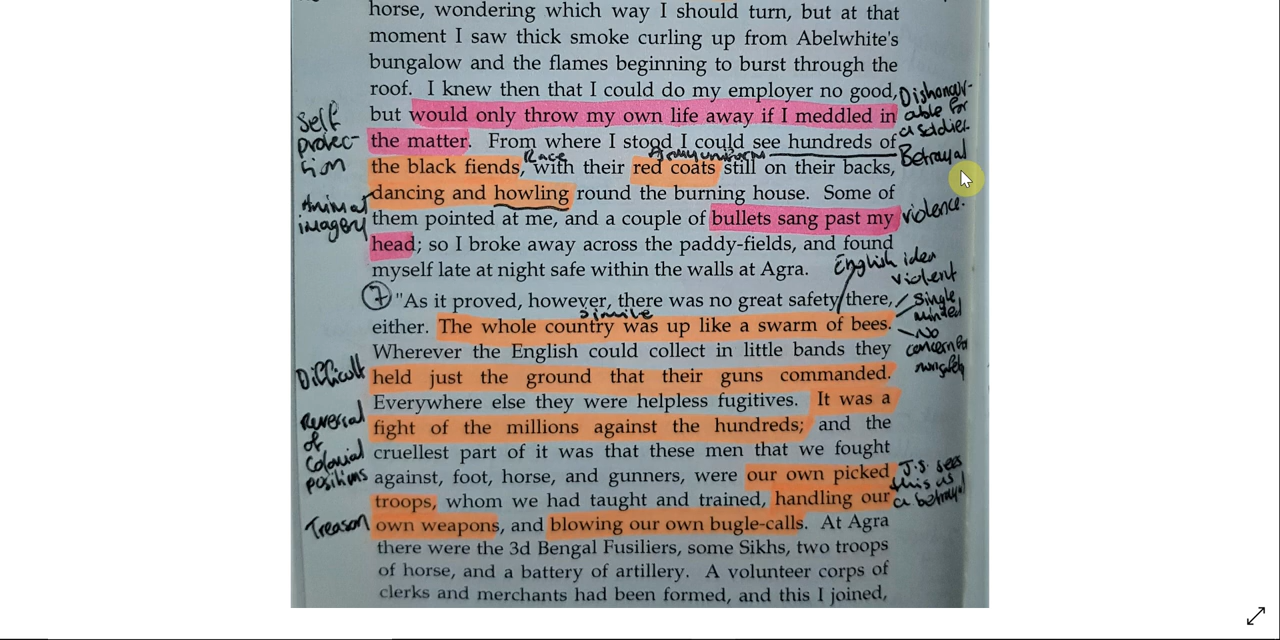 horse, wondering which way I should turn, but at that
moment I saw thick smoke curling up from Abelwhite's
bungalow and the flames beginning to burst through the
roof. I knew then that I could do my employer no good,
but would only throw my own life away if I meddled in
the matter. From where I stood I could see hundreds of
the black fiends, with their red coats still on their backs,
dancing and howling round the burning house. Some of
them pointed at me, and a couple of bullets sang past my
head; so I broke away across the paddy-fields, and found
myself late at night safe within the walls at Agra.
"As it proved, however, there was no great safety there,
either. The whole country was up like a swarm of bees.
Wherever the English could collect in little bands they
held just the ground that their guns commanded.
Everywhere else they were helpless fugitives. It was a
fight of the millions against the hundreds; and the
cruellest part of it was that these men that we fought
against, foot, horse, and gunners, were our own picked
troops, whom we had taught and trained, handling our
own weapons, and blowing our own bugle-calls. At Agra
there were the 3d Bengal Fusiliers, some Sikhs, two troops
of horse, and a battery of artillery. A volunteer corps of
clerks and merchants had been formed, and this I joined,
Self
protec-
tion
Animal
imagery
Difficult
Reversal
of
Colonial
positions
Treason
Race
Army uniform
simile
7
Dishonour-
able for
a soldier.
Betrayal
violence.
English idea
violent
Single
minded
No
concern for
own safety
J.S. sees
this as
a betrayal